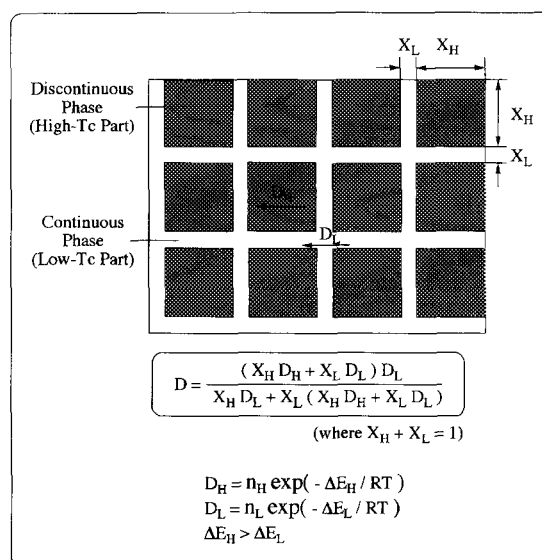 X_L X_H
Discontinuous
Phase
(High-Tc Part)
X_H
X_L
D_H
Continuous
Phase
(Low-Tc Part)
D_L
D = ( X_H D_H + X_L D_L ) D_L / X_H D_L + X_L ( X_H D_H + X_L D_L )
(where X_H + X_L = 1)
D_H = n_H exp( - ΔE_H / RT )
D_L = n_L exp( - ΔE_L / RT )
ΔE_H > ΔE_L